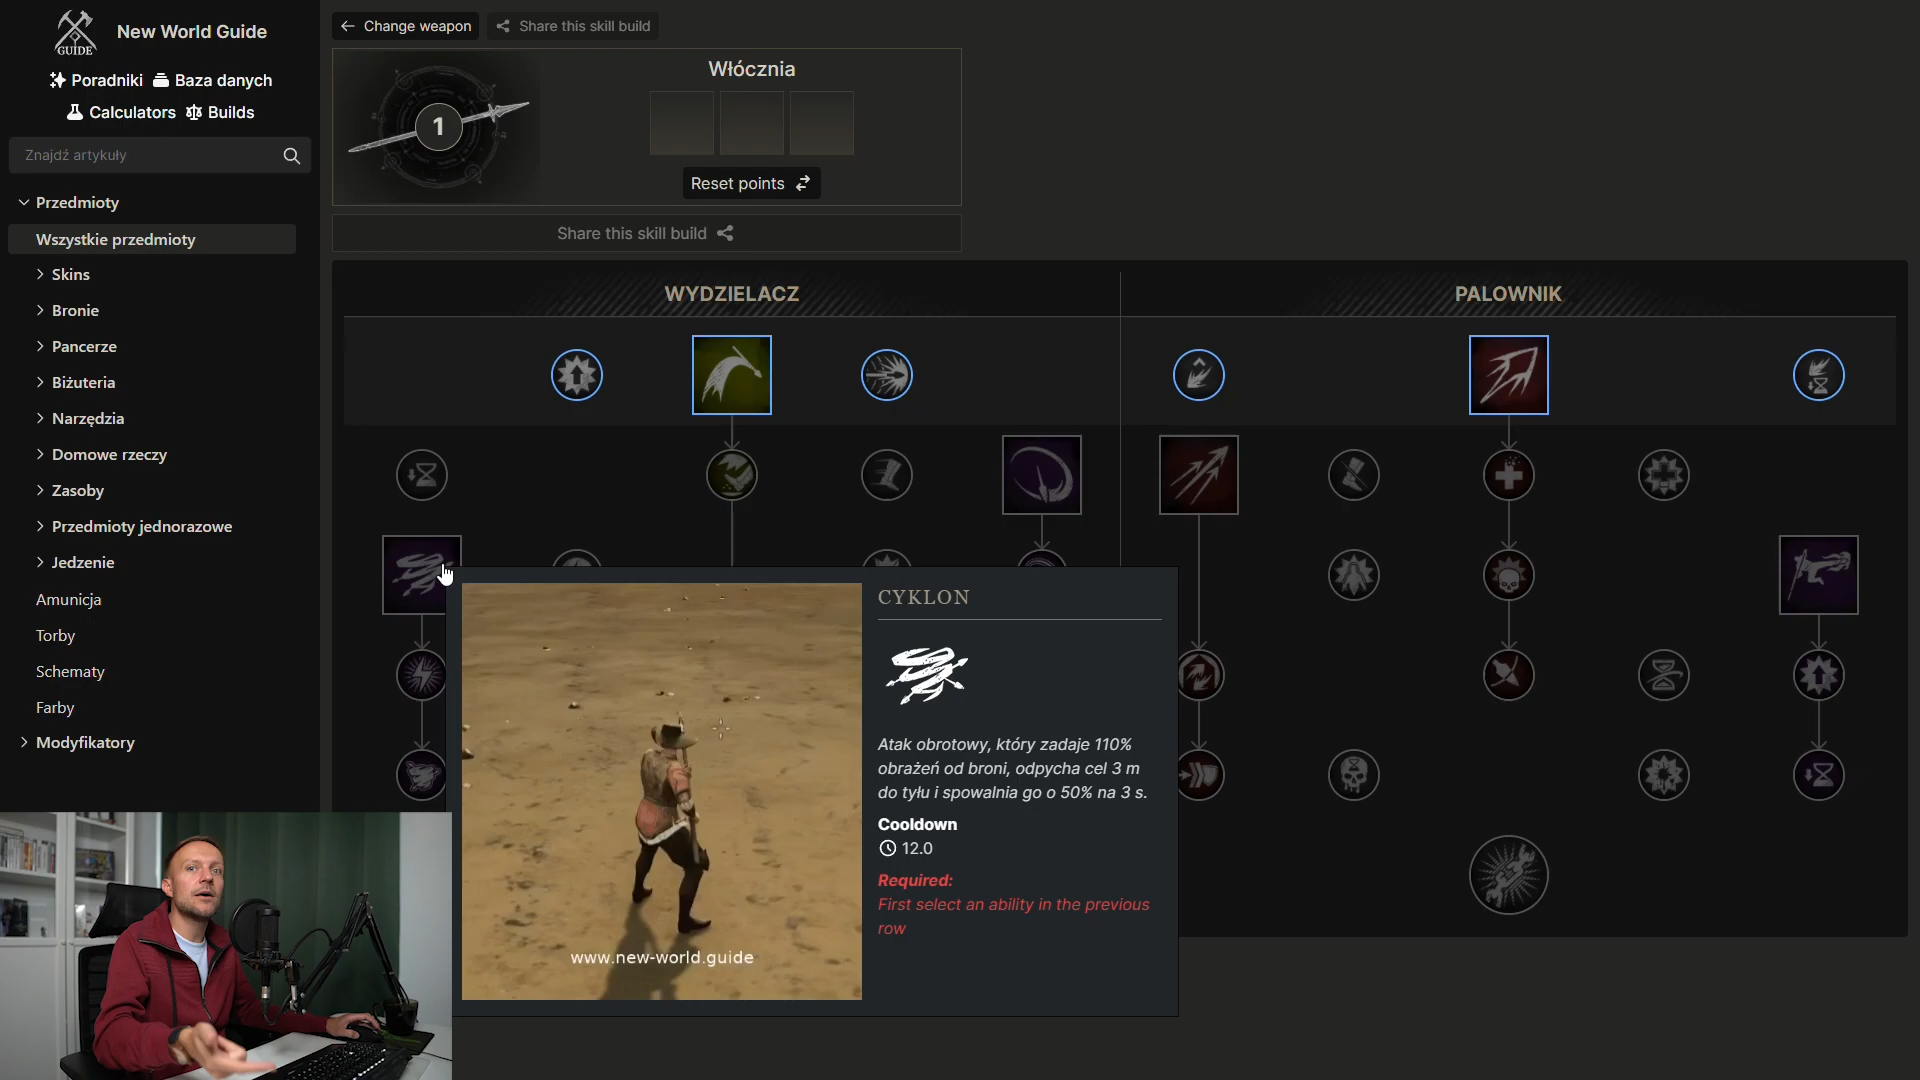 GUIDE
New World Guide
Poradniki Baza danych
Calculators Builds
Znajdź artykuły
Przedmioty
Wszystkie przedmioty
Skins
Bronie
Pancerze
Biżuteria
Narzędzia
Domowe rzeczy
Zasoby
Przedmioty jednorazowe
Jedzenie
Amunicja
Torby
Schematy
Farby
Modyfikatory
Change weapon Share this skill build
1
Włócznia
Reset points
Share this skill build
WYDZIELACZ
PALOWNIK
www.new-world.guide
CYKLON
Atak obrotowy, który zadaje 110%
obrażeń od broni, odpycha cel 3 m
do tyłu i spowalnia go o 50% na 3 s.
Cooldown
12.0
Required:
First select an ability in the previous
row